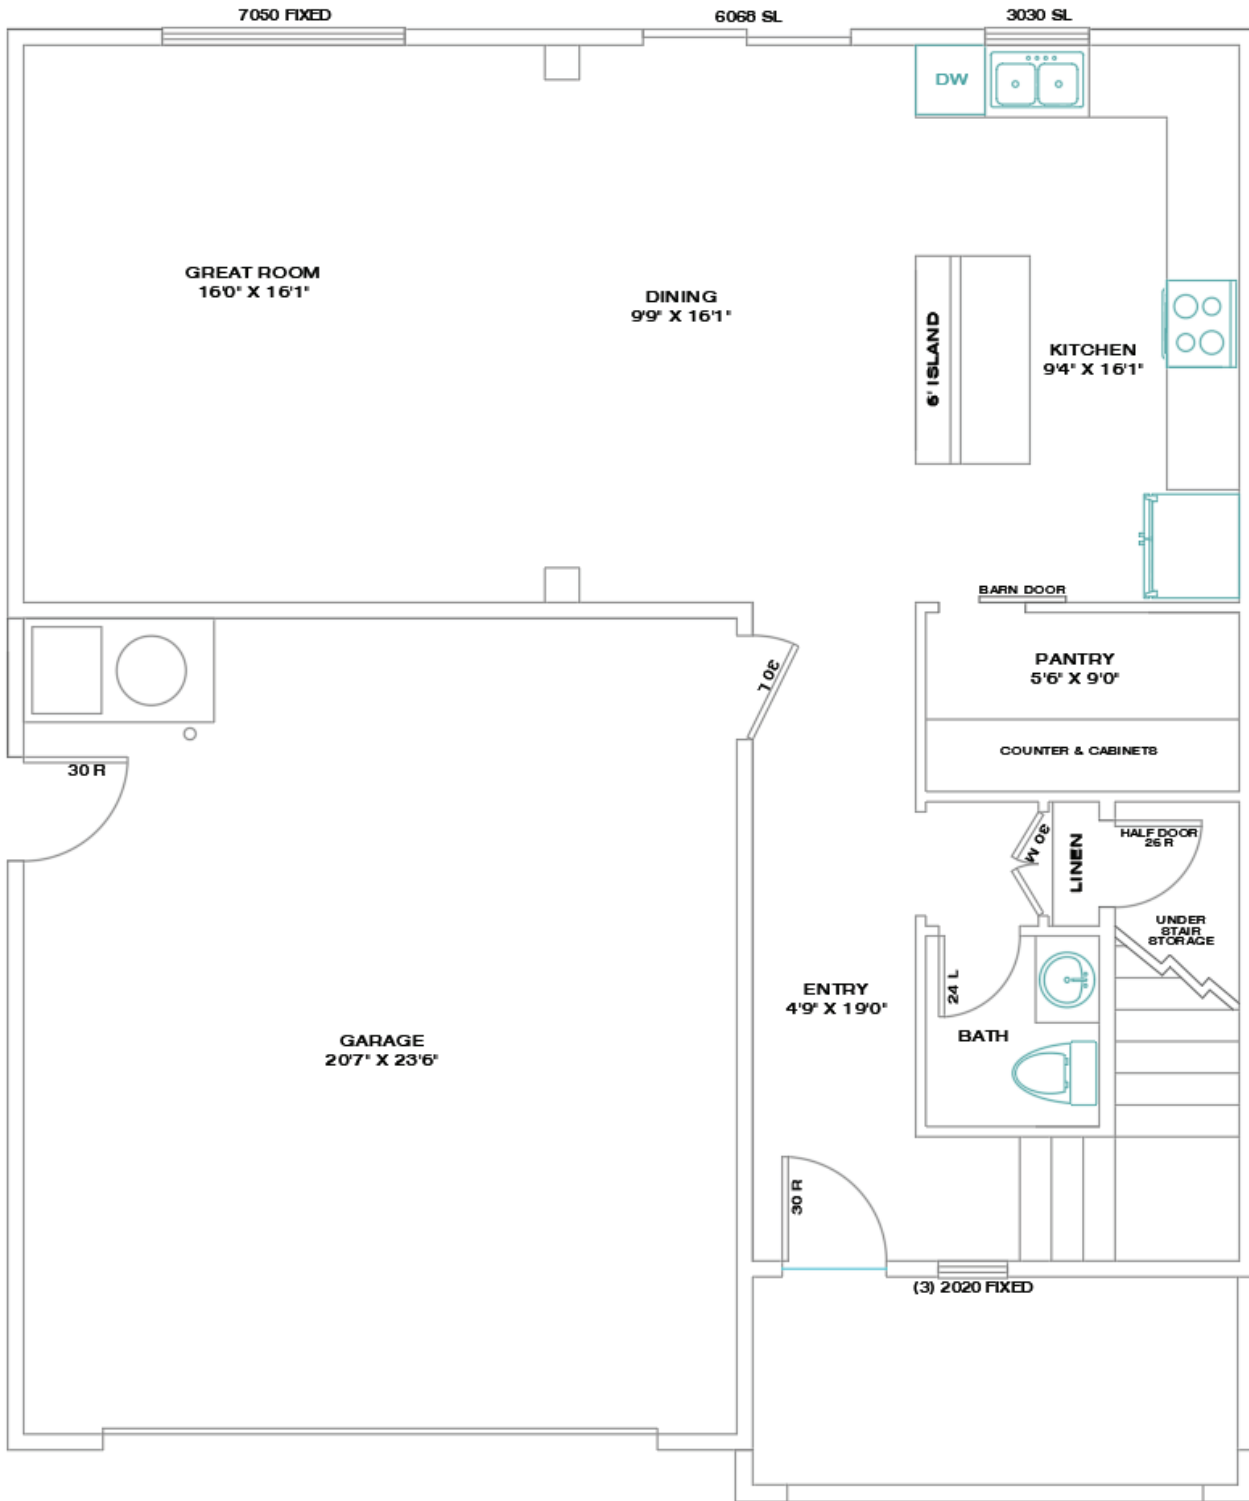 7050 FIXED
6068 SL
3030 SL
DW
GREAT ROOM
16'0" X 16'1"
DINING
9'9" X 16'1"
6' ISLAND
KITCHEN
9'4" X 16'1"
BARN DOOR
PANTRY
5'6" X 9'0"
30 L
COUNTER & CABINETS
30 R
30 M
LINEN
HALF DOOR
26 R
UNDER
STAIR
STORAGE
24 L
ENTRY
4'9" X 19'0"
BATH
GARAGE
20'7" X 23'6"
30 R
(3) 2020 FIXED